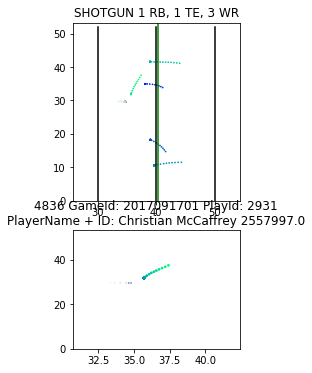 SHOTGUN 1 RB, 1 TE, 3 WR
50
40
30
20
10
0
30 40 50
4836 GameId: 2017091701 PlayId: 2931
PlayerName + ID: Christian McCaffrey 2557997.0
40
20
0
32.5 35.0 37.5 40.0